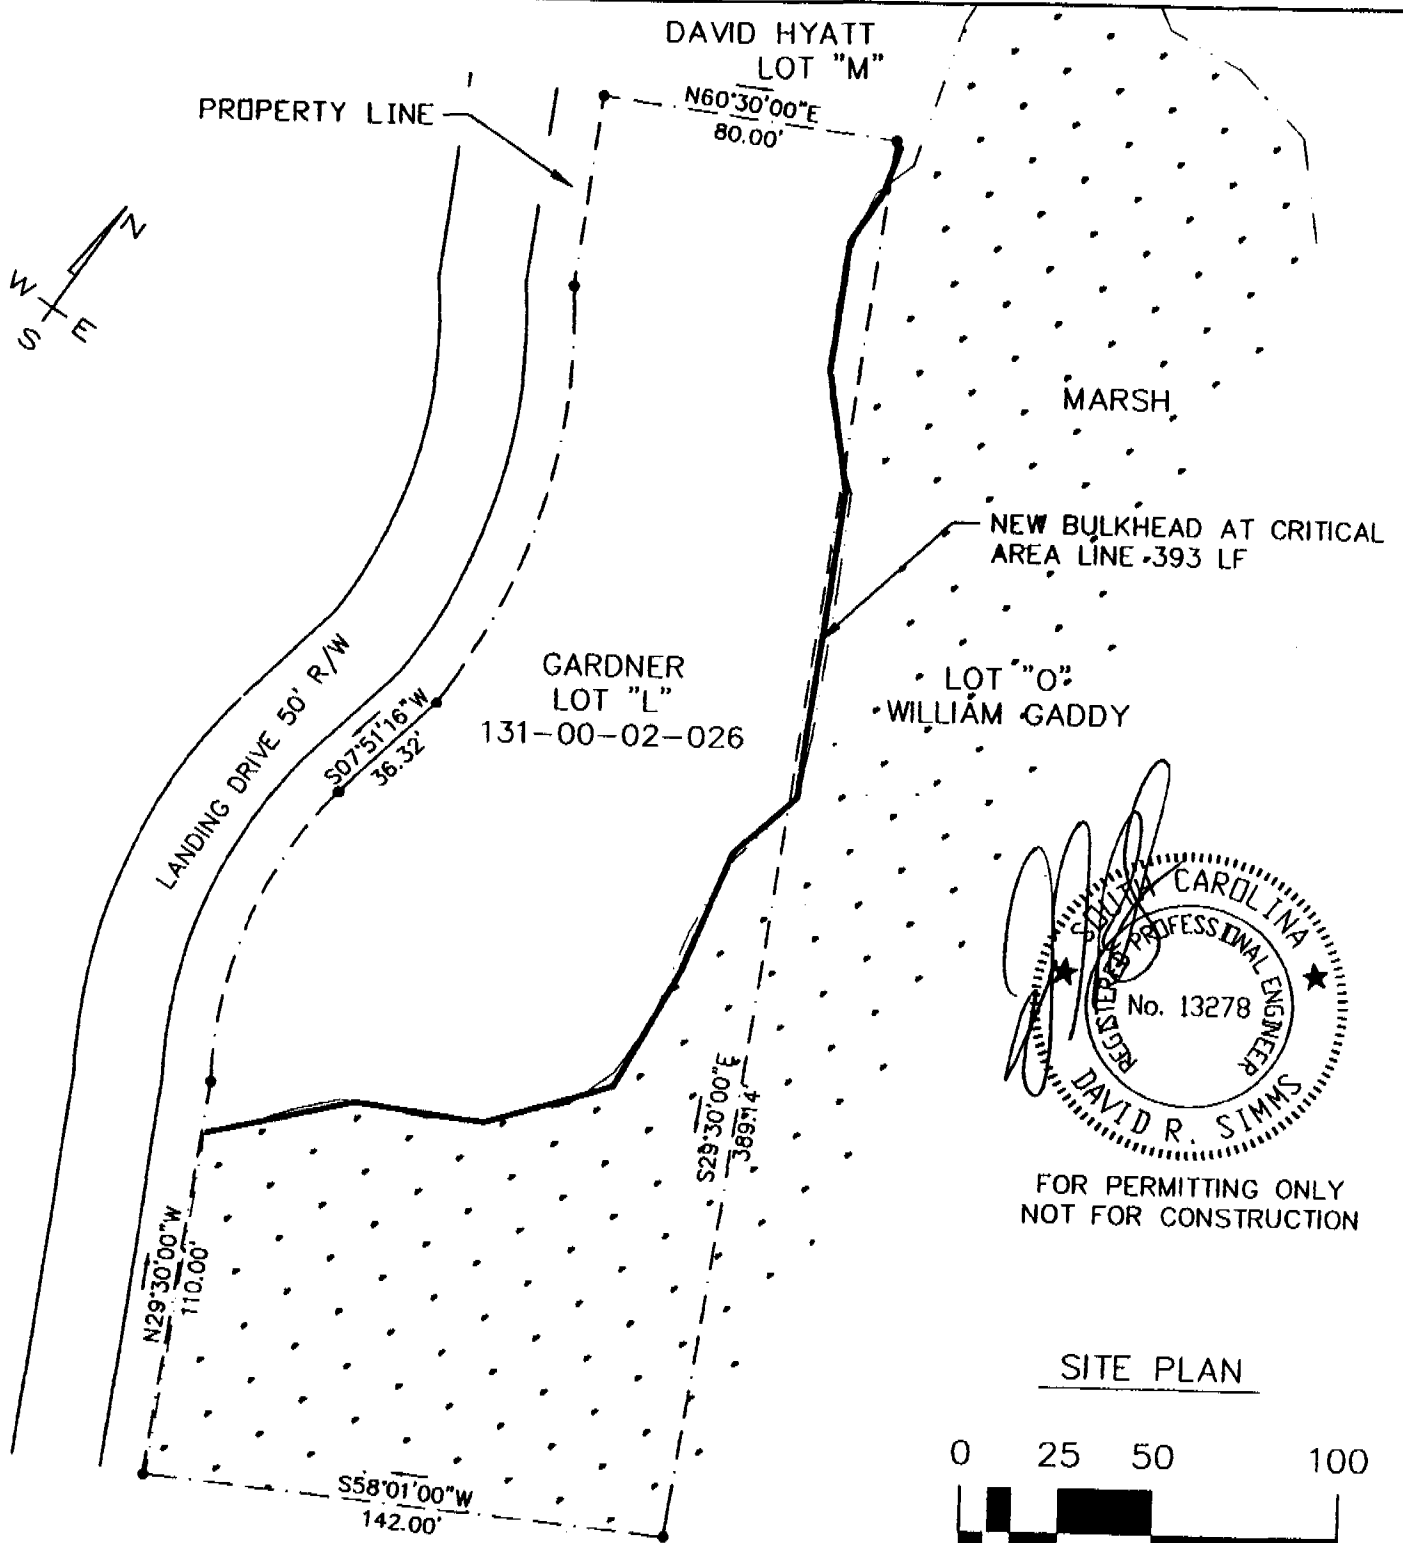 DAVID HYATT
LOT "M"
PROPERTY LINE
N60°30'00"E
80.00'
N
W
E
S
MARSH
NEW BULKHEAD AT CRITICAL
AREA LINE -393 LF
GARDNER
LOT "L"
131-00-02-026
LOT "O"
WILLIAM GADDY
LANDING DRIVE 50' R/W
S07°51'16"W
36.32'
SOUTH CAROLINA
REGISTERED PROFESSIONAL ENGINEER
No. 13278
DAVID R. SIMMS
S29°30'00"E
389.14'
FOR PERMITTING ONLY
NOT FOR CONSTRUCTION
N29°30'00"W
110.00'
S58°01'00"W
142.00'
SITE PLAN
0 25 50 100